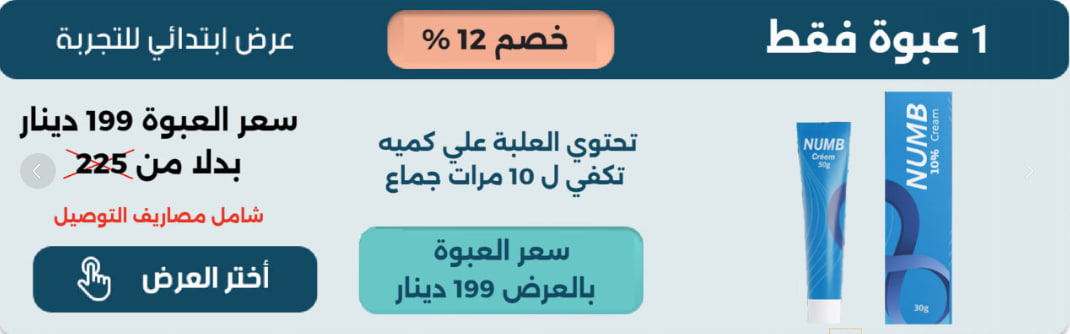 1 عبوة فقط
خصم 12 %
عرض ابتدائي للتجربة
NUMB
Créem
50g
NUMB
10% Cream
30g
تحتوي العلبة علي كميه
تكفي ل 10 مرات جماع
سعر العبوة
بالعرض 199 دينار
سعر العبوة 199 دينار
بدلا من 225
شامل مصاريف التوصيل
أختر العرض